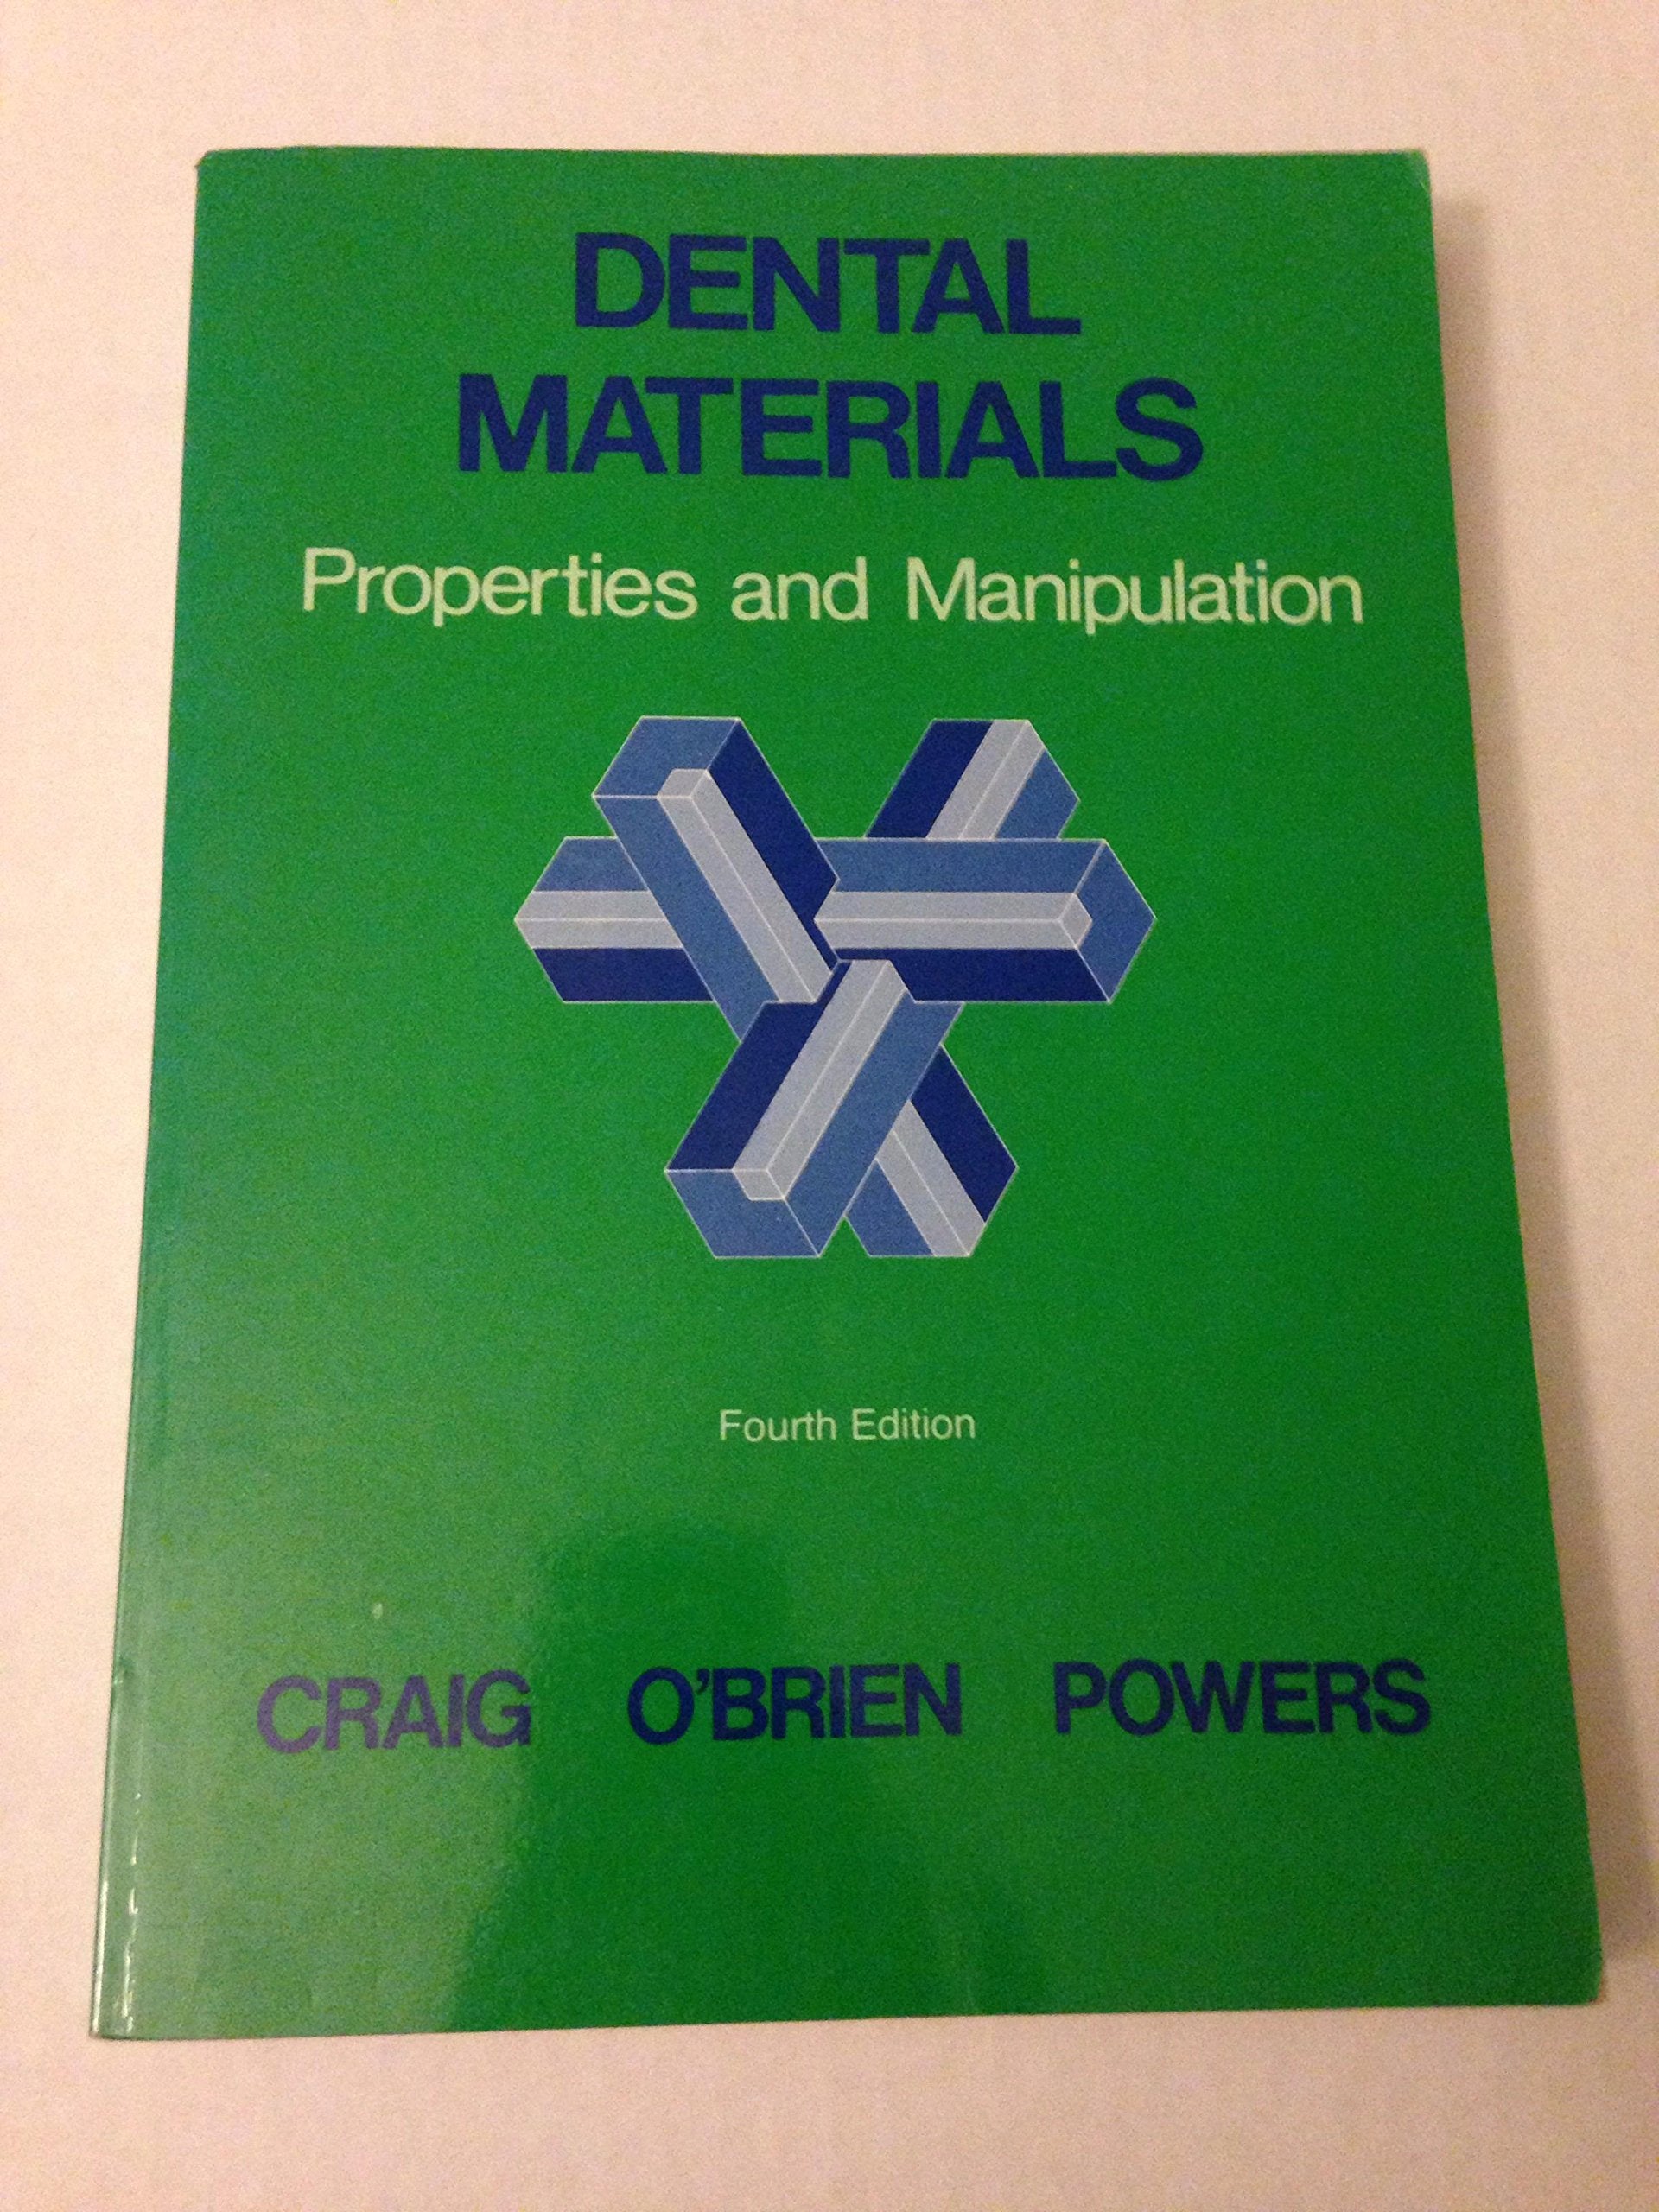 DENTAL
MATERIALS
Properties and Manipulation
Fourth Edition
CRAIG O'BRIEN POWERS